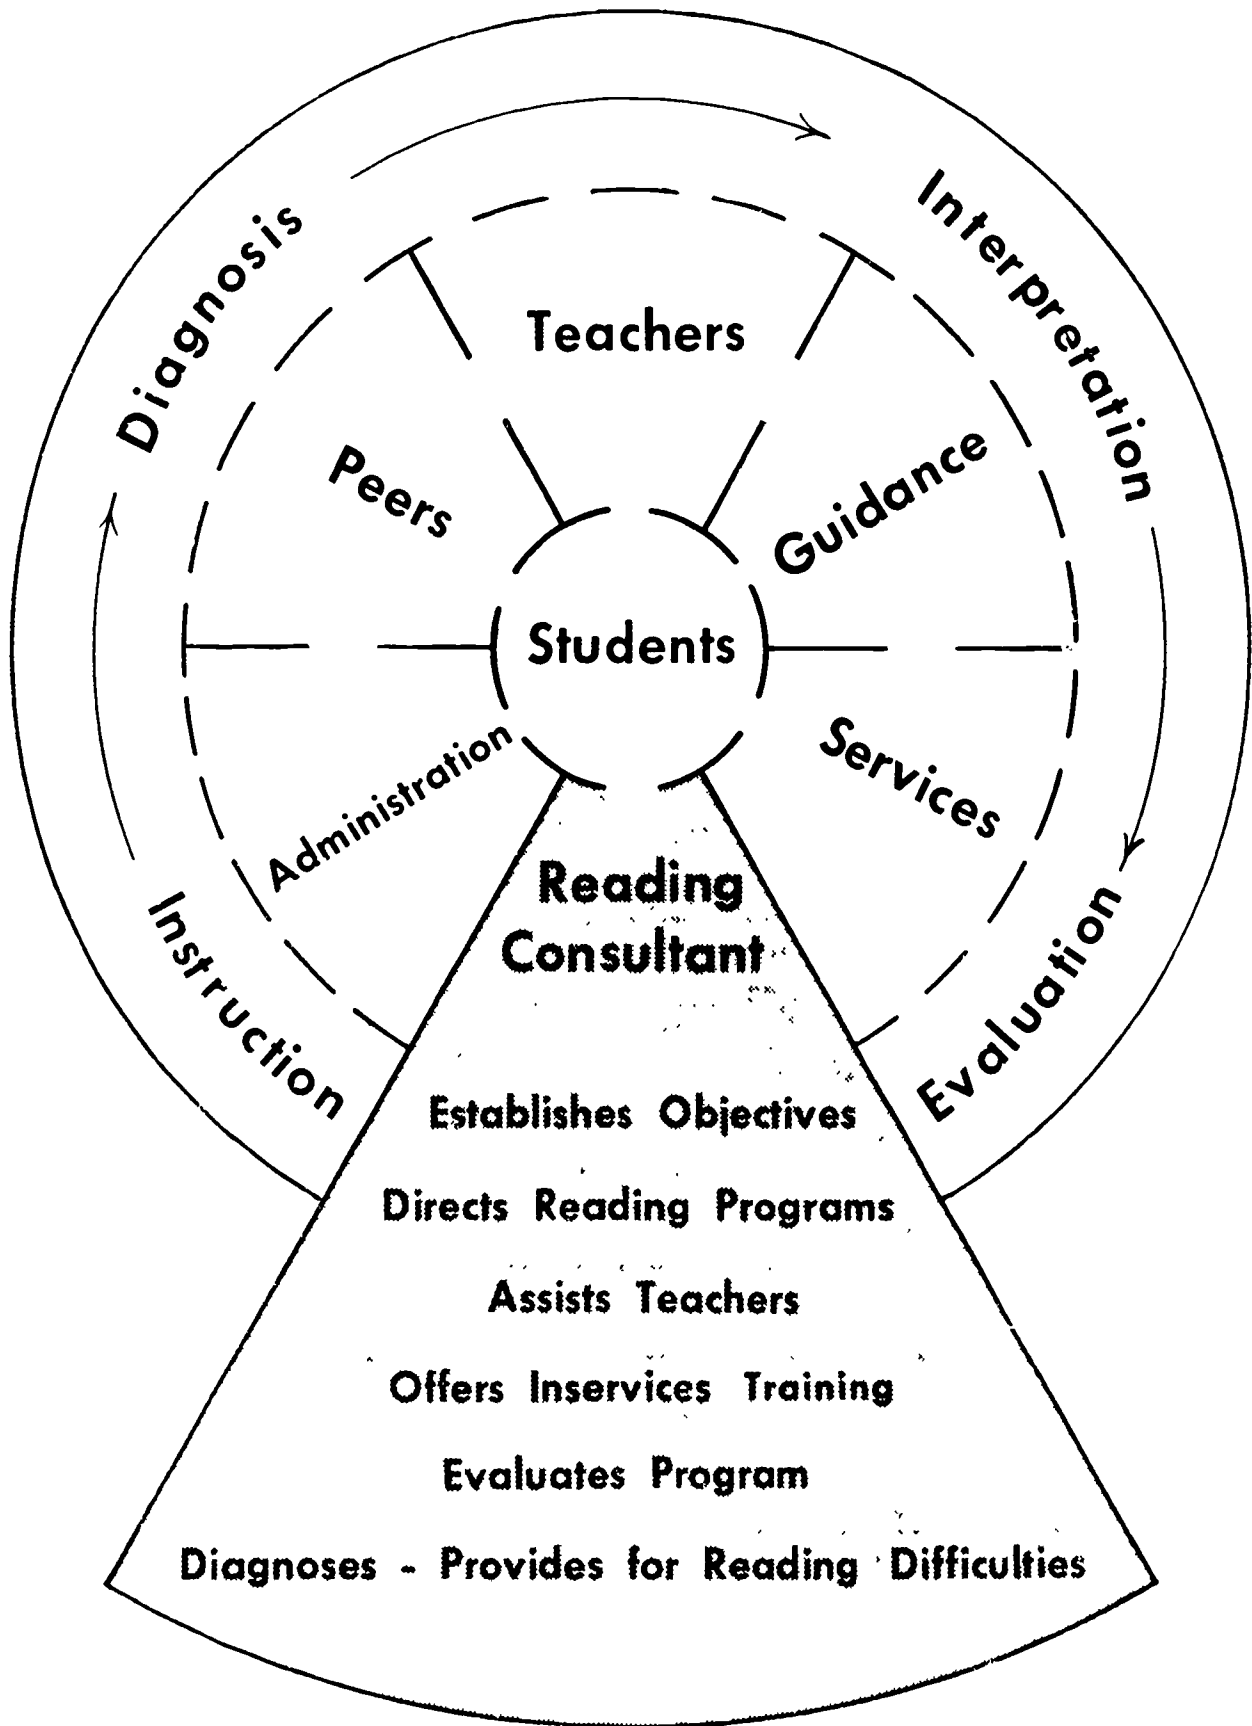 Diagnosis
Interpretation
Teachers
Peers
Guidance
Students
Administration
Services
Instruction
Evaluation
Reading
Consultant
Establishes Objectives
Directs Reading Programs
Assists Teachers
Offers Inservices Training
Evaluates Program
Diagnoses - Provides for Reading Difficulties